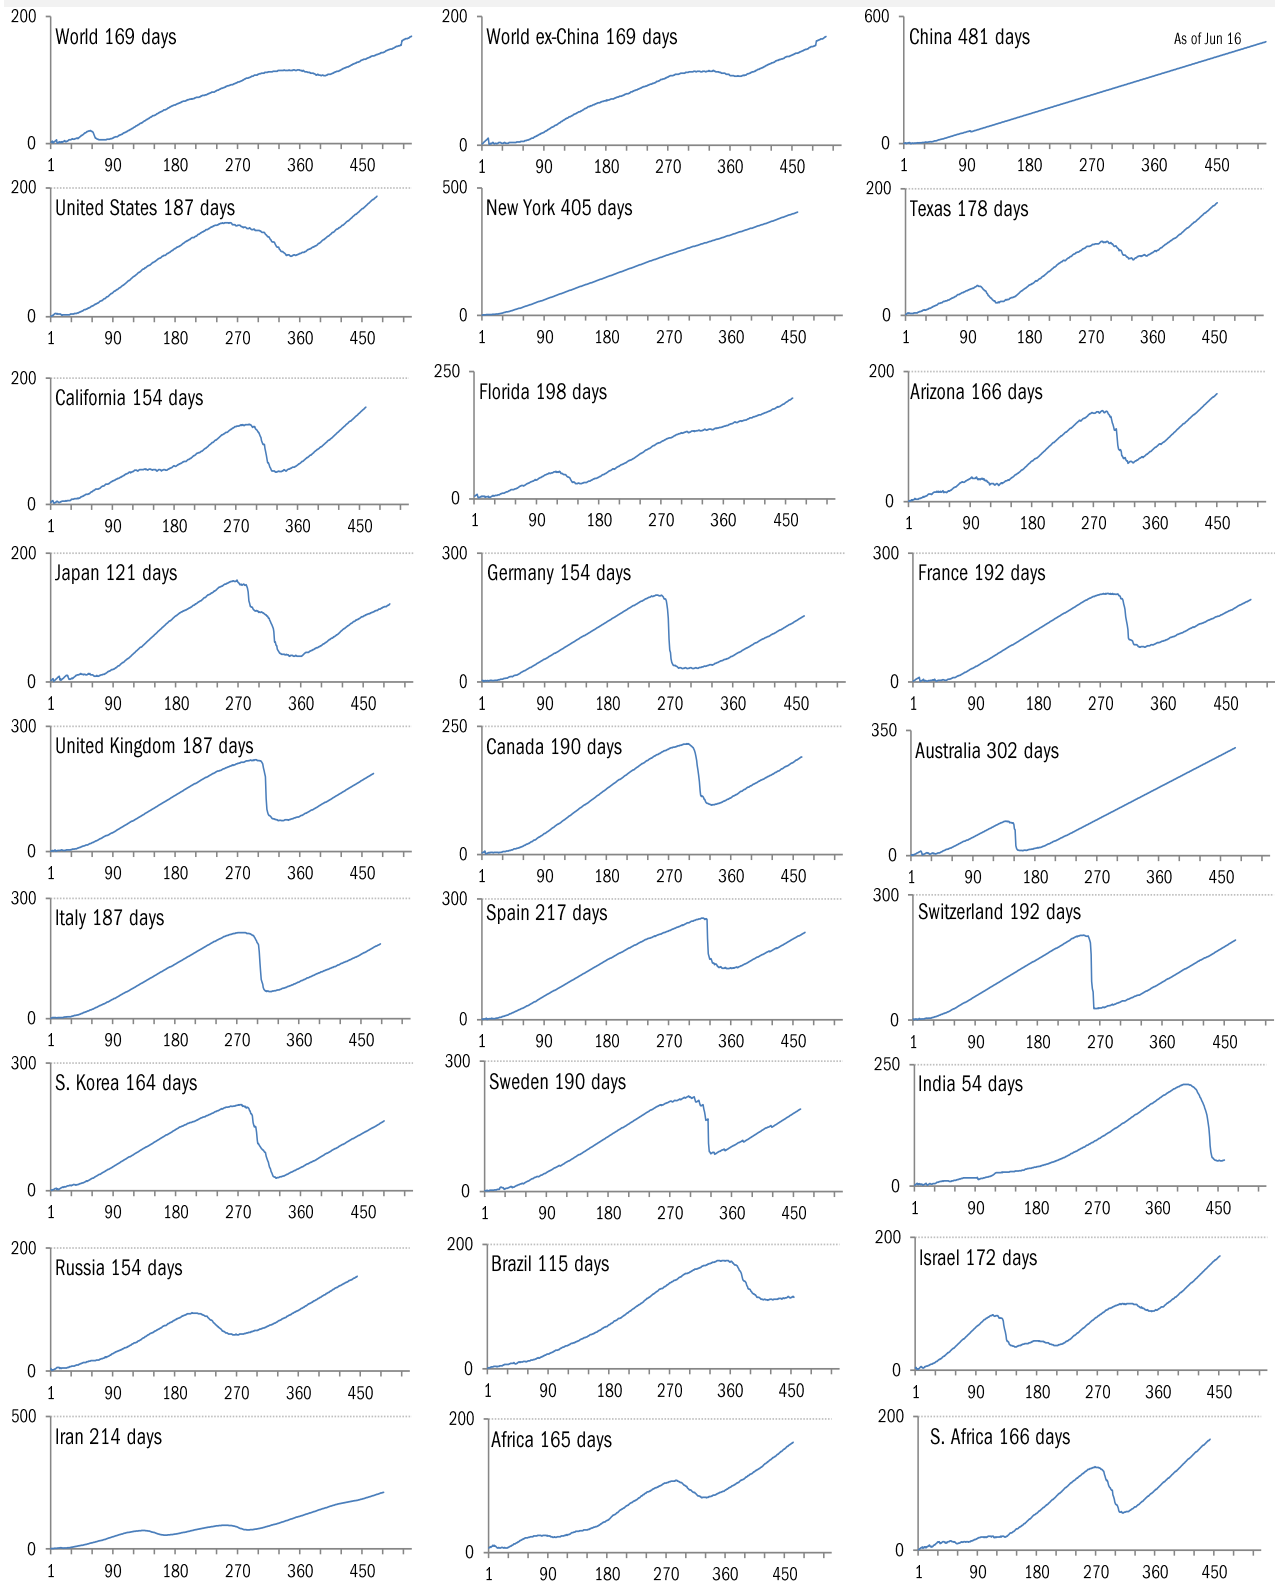 200
World 169 days
0
1 90 180 270 360 450
200
World ex-China 169 days
0
1 90 180 270 360 450
600
China 481 days
As of Jun 16
0
1 90 180 270 360 450
200
United States 187 days
0
1 90 180 270 360 450
500
New York 405 days
0
1 90 180 270 360 450
200
Texas 178 days
0
1 90 180 270 360 450
200
California 154 days
0
1 90 180 270 360 450
250
Florida 198 days
0
1 90 180 270 360 450
200
Arizona 166 days
0
1 90 180 270 360 450
200
Japan 121 days
0
1 90 180 270 360 450
300
Germany 154 days
0
1 90 180 270 360 450
300
France 192 days
0
1 90 180 270 360 450
300
United Kingdom 187 days
0
1 90 180 270 360 450
250
Canada 190 days
0
1 90 180 270 360 450
350
Australia 302 days
0
1 90 180 270 360 450
300
Italy 187 days
0
1 90 180 270 360 450
300
Spain 217 days
0
1 90 180 270 360 450
300
Switzerland 192 days
0
1 90 180 270 360 450
300
S. Korea 164 days
0
1 90 180 270 360 450
300
Sweden 190 days
0
1 90 180 270 360 450
250
India 54 days
0
1 90 180 270 360 450
200
Russia 154 days
0
1 90 180 270 360 450
200
Brazil 115 days
0
1 90 180 270 360 450
200
Israel 172 days
0
1 90 180 270 360 450
500
Iran 214 days
0
1 90 180 270 360 450
200
Africa 165 days
0
1 90 180 270 360 450
200
S. Africa 166 days
0
1 90 180 270 360 450